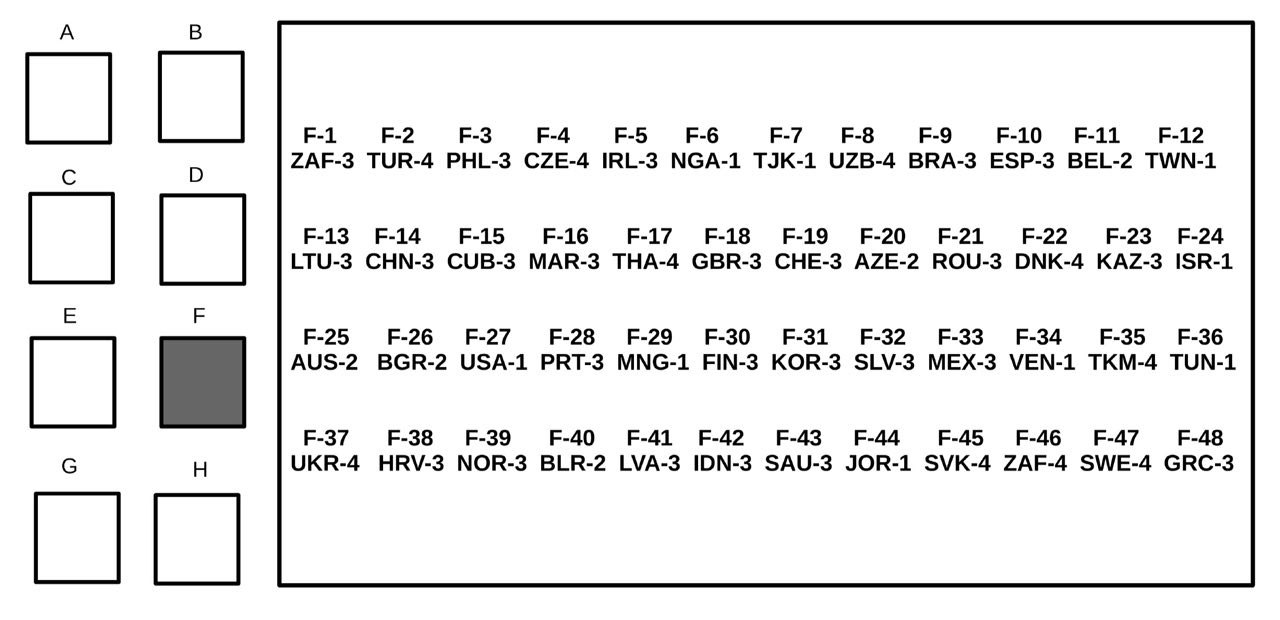 A B
C D
E F
G H
F-1 F-2 F-3 F-4 F-5 F-6 F-7 F-8 F-9 F-10 F-11 F-12
ZAF-3 TUR-4 PHL-3 CZE-4 IRL-3 NGA-1 TJK-1 UZB-4 BRA-3 ESP-3 BEL-2 TWN-1
F-13 F-14 F-15 F-16 F-17 F-18 F-19 F-20 F-21 F-22 F-23 F-24
LTU-3 CHN-3 CUB-3 MAR-3 THA-4 GBR-3 CHE-3 AZE-2 ROU-3 DNK-4 KAZ-3 ISR-1
F-25 F-26 F-27 F-28 F-29 F-30 F-31 F-32 F-33 F-34 F-35 F-36
AUS-2 BGR-2 USA-1 PRT-3 MNG-1 FIN-3 KOR-3 SLV-3 MEX-3 VEN-1 TKM-4 TUN-1
F-37 F-38 F-39 F-40 F-41 F-42 F-43 F-44 F-45 F-46 F-47 F-48
UKR-4 HRV-3 NOR-3 BLR-2 LVA-3 IDN-3 SAU-3 JOR-1 SVK-4 ZAF-4 SWE-4 GRC-3